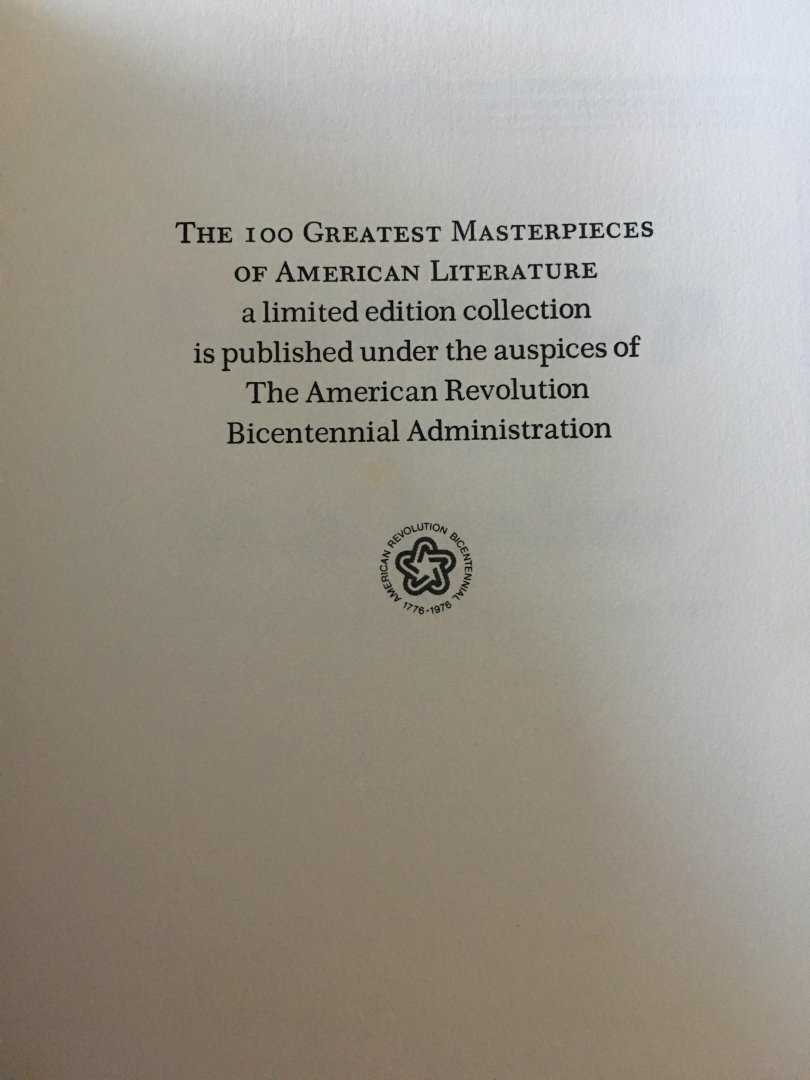 THE 100 GREATEST MASTERPIECES
OF AMERICAN LITERATURE
a limited edition collection
is published under the auspices of
The American Revolution
Bicentennial Administration
AMERICAN REVOLUTION BICENTENNIAL
1776-1976